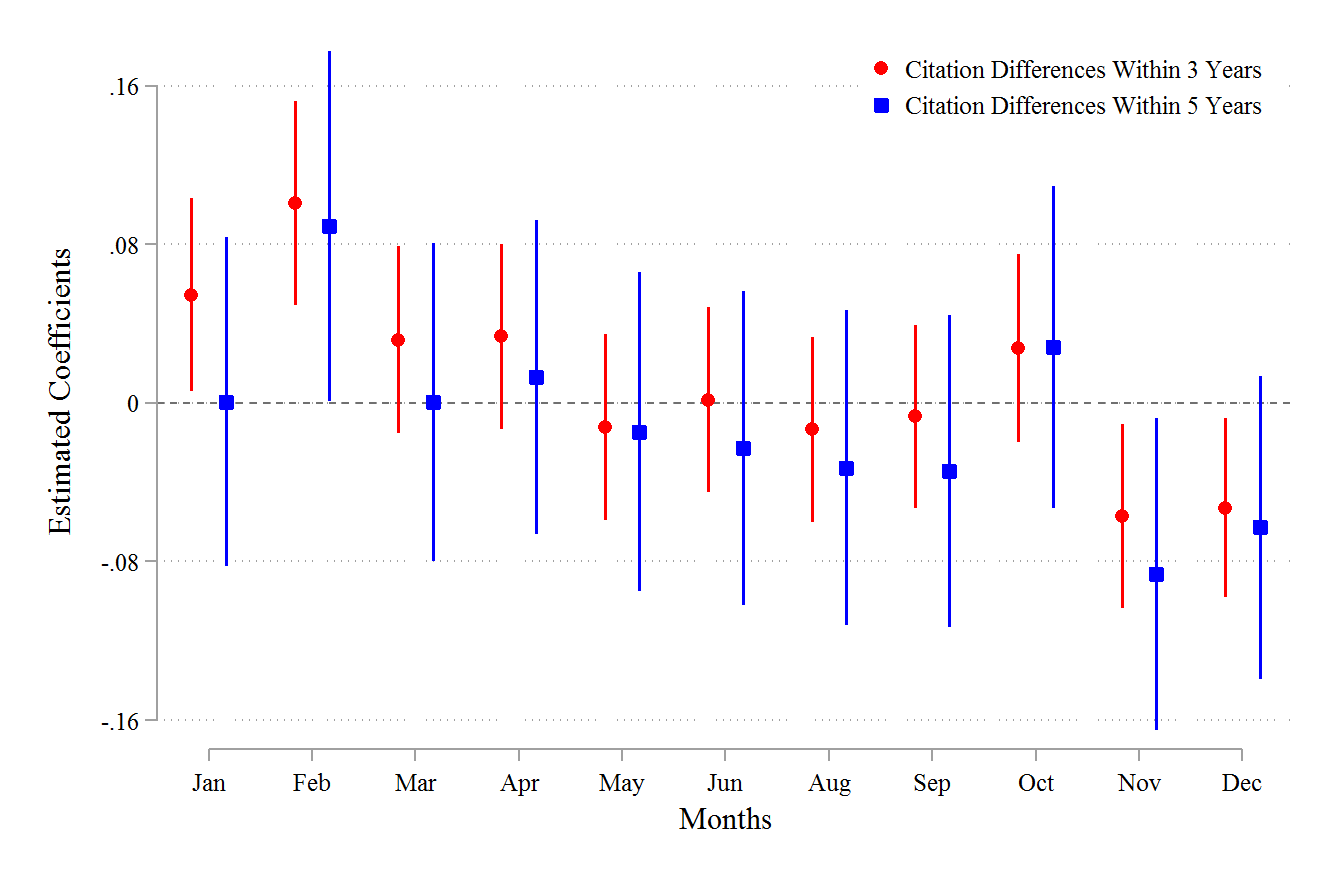 Citation Differences Within 3 Years
Citation Differences Within 5 Years
.16
.08
0
-.08
-.16
Estimated Coefficients
Jan Feb Mar Apr May Jun Aug Sep Oct Nov Dec
Months